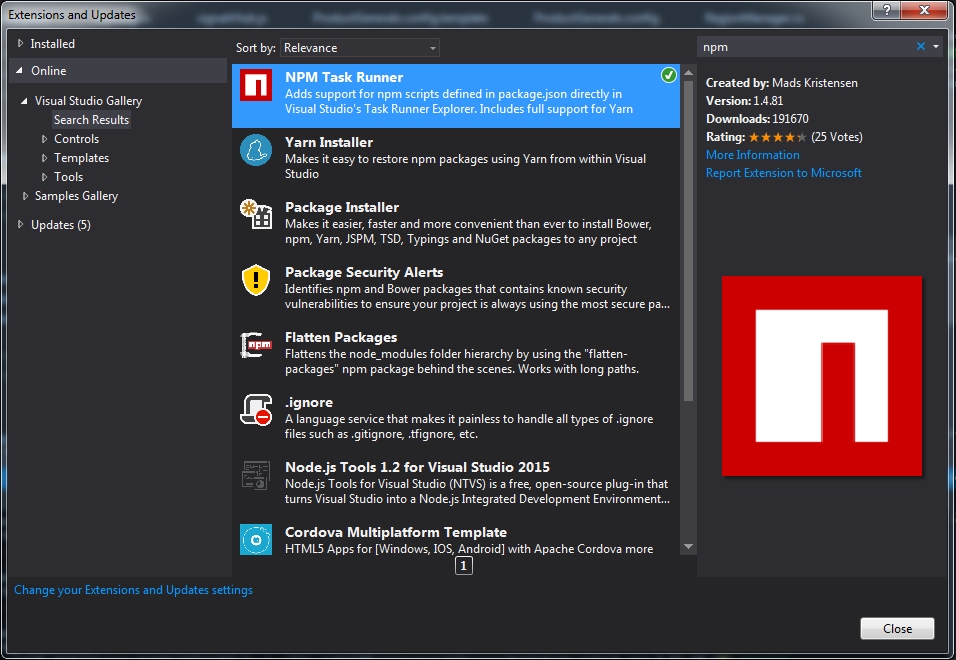 Extensions and Updates
Installed
Online
Visual Studio Gallery
Search Results
Controls
Templates
Tools
Samples Gallery
Updates (5)
Sort by: Relevance
NPM Task Runner
Adds support for npm scripts defined in package.json directly in
Visual Studio's Task Runner Explorer. Includes full support for Yarn
Yarn Installer
Makes it easy to restore npm packages using Yarn from within Visual
Studio
Package Installer
Makes it easier, faster and more convenient than ever to install Bower,
npm, Yarn, JSPM, TSD, Typings and NuGet packages to any project
Package Security Alerts
Identifies npm and Bower packages that contains known security
vulnerabilities to ensure your project is always using the most secure pa...
npm
Flatten Packages
Flattens the node_modules folder hierarchy by using the "flatten-
packages" npm package behind the scenes. Works with long paths.
.ignore
A language service that makes it painless to handle all types of .ignore
files such as .gitignore, .tfignore, etc.
Node.js Tools 1.2 for Visual Studio 2015
Node.js Tools for Visual Studio (NTVS) is a free, open-source plug-in that
turns Visual Studio into a Node.js Integrated Development Environment...
Cordova Multiplatform Template
HTML5 Apps for [Windows, IOS, Android] with Apache Cordova more
1
npm
Created by: Mads Kristensen
Version: 1.4.81
Downloads: 191670
Rating: (25 Votes)
More Information
Report Extension to Microsoft
Change your Extensions and Updates settings
Close